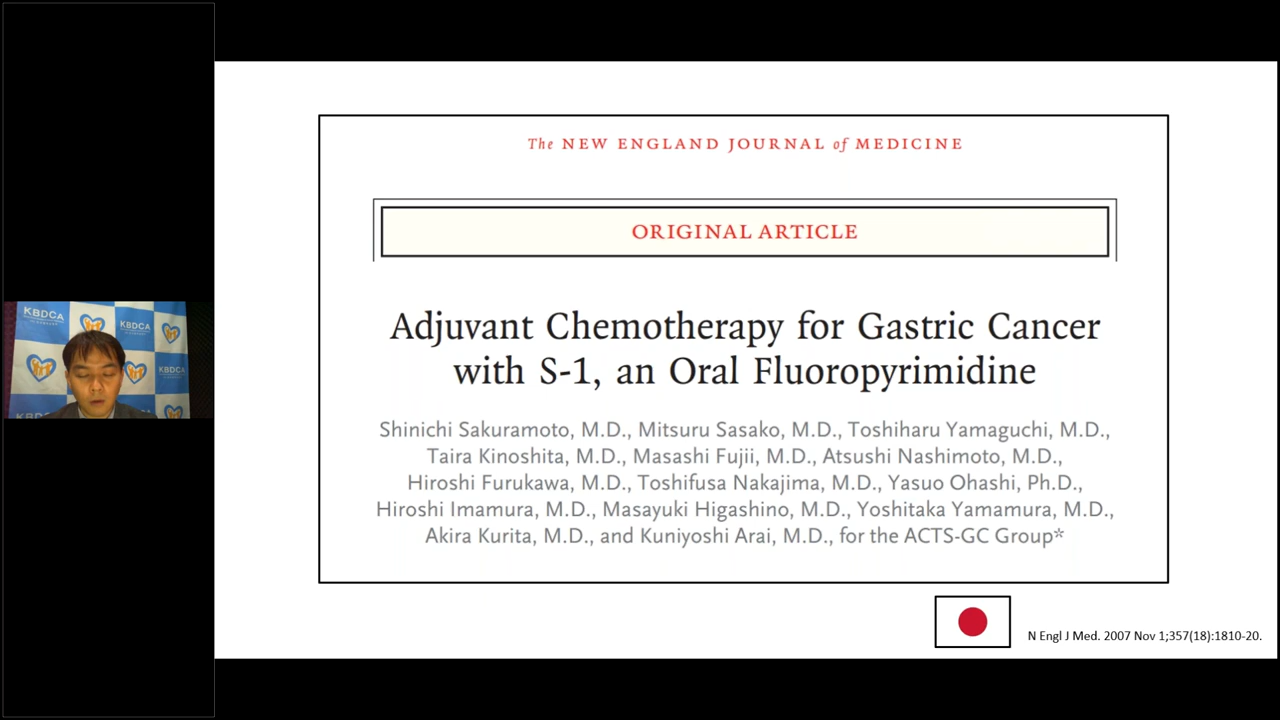 The NEW ENGLAND JOURNAL of MEDICINE
ORIGINAL ARTICLE
Adjuvant Chemotherapy for Gastric Cancer
with S-1, an Oral Fluoropyrimidine
Shinichi Sakuramoto, M.D., Mitsuru Sasako, M.D., Toshiharu Yamaguchi, M.D.,
Taira Kinoshita, M.D., Masashi Fujii, M.D., Atsushi Nashimoto, M.D.,
Hiroshi Furukawa, M.D., Toshifusa Nakajima, M.D., Yasuo Ohashi, Ph.D.,
Hiroshi Imamura, M.D., Masayuki Higashino, M.D., Yoshitaka Yamamura, M.D.,
Akira Kurita, M.D., and Kuniyoshi Arai, M.D., for the ACTS-GC Group*
N Engl J Med. 2007 Nov 1;357(18):1810-20.
KBDCA
KBDCA
KBDCA
KBDCA